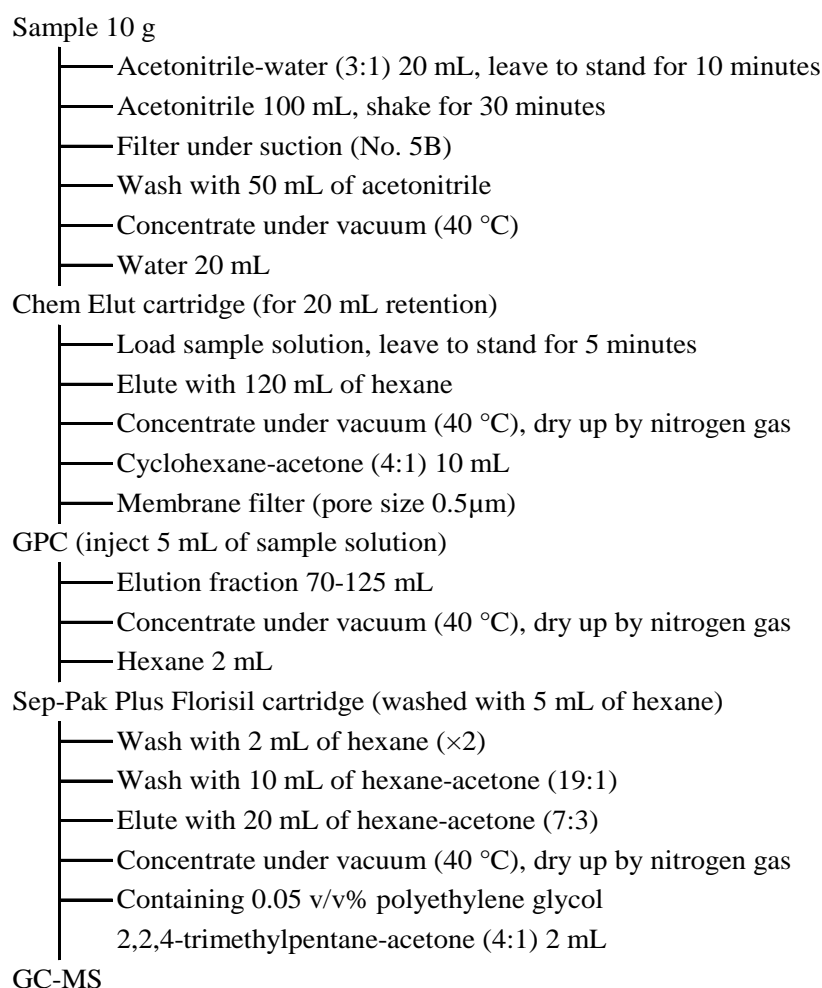 Sample 10 g
Acetonitrile-water (3:1) 20 mL, leave to stand for 10 minutes
Acetonitrile 100 mL, shake for 30 minutes
Filter under suction (No. 5B)
Wash with 50 mL of acetonitrile
Concentrate under vacuum (40 °C)
Water 20 mL
Chem Elut cartridge (for 20 mL retention)
Load sample solution, leave to stand for 5 minutes
Elute with 120 mL of hexane
Concentrate under vacuum (40 °C), dry up by nitrogen gas
Cyclohexane-acetone (4:1) 10 mL
Membrane filter (pore size 0.5μm)
GPC (inject 5 mL of sample solution)
Elution fraction 70-125 mL
Concentrate under vacuum (40 °C), dry up by nitrogen gas
Hexane 2 mL
Sep-Pak Plus Florisil cartridge (washed with 5 mL of hexane)
Wash with 2 mL of hexane (×2)
Wash with 10 mL of hexane-acetone (19:1)
Elute with 20 mL of hexane-acetone (7:3)
Concentrate under vacuum (40 °C), dry up by nitrogen gas
Containing 0.05 v/v% polyethylene glycol
2,2,4-trimethylpentane-acetone (4:1) 2 mL
GC-MS